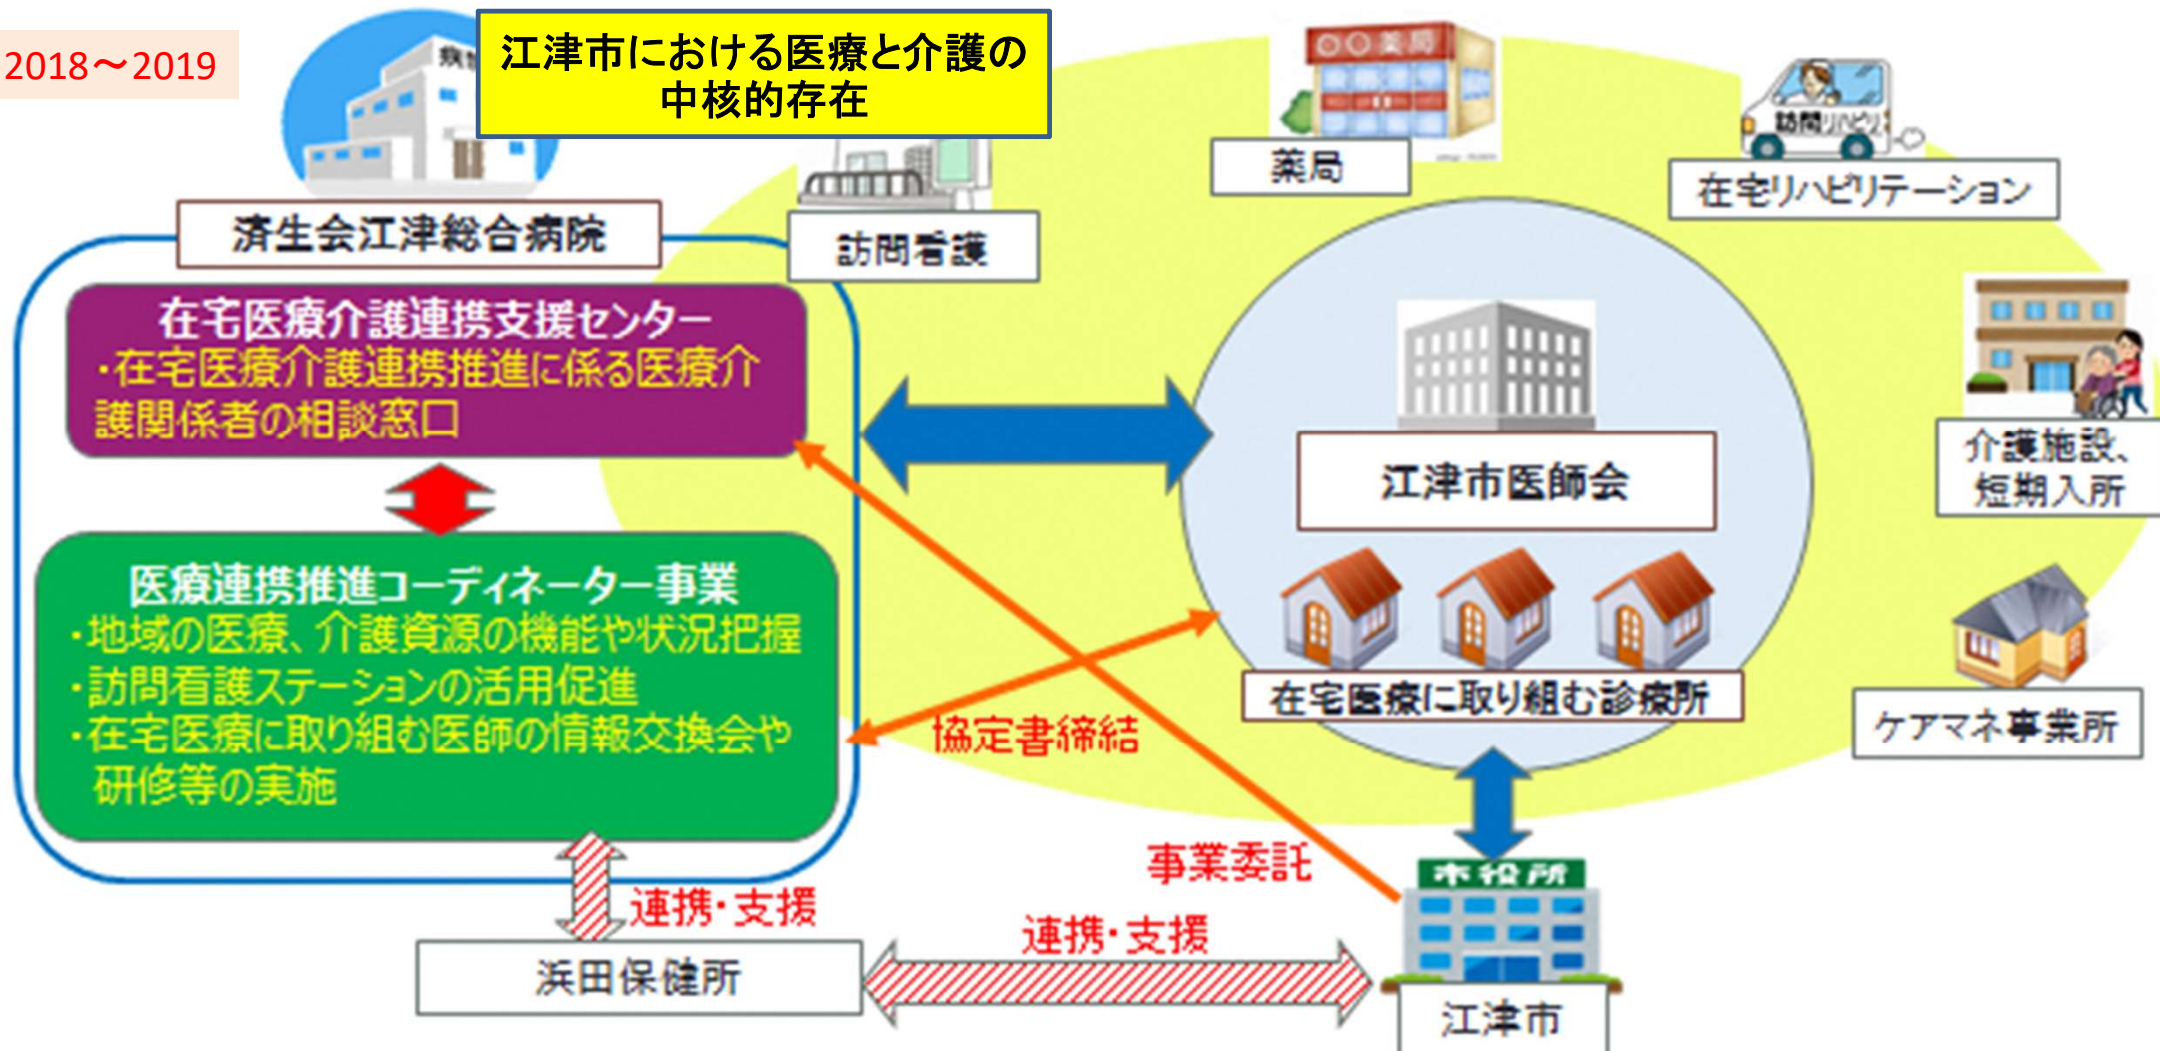 2018～2019
江津市における医療と介護の
中核的存在
〇〇薬局
訪問リハビリ
薬局
在宅リハビリテーション
済生会江津総合病院
訪問看護
在宅医療介護連携支援センター
・在宅医療介護連携推進に係る医療介
護関係者の相談窓口
江津市医師会
介護施設、
短期入所
医療連携推進コーディネーター事業
・地域の医療、介護資源の機能や状況把握
・訪問看護ステーションの活用促進
・在宅医療に取り組む医師の情報交換会や
研修等の実施
在宅医療に取り組む診療所
ケアマネ事業所
協定書締結
事業委託
市役所
連携・支援
連携・支援
浜田保健所
江津市